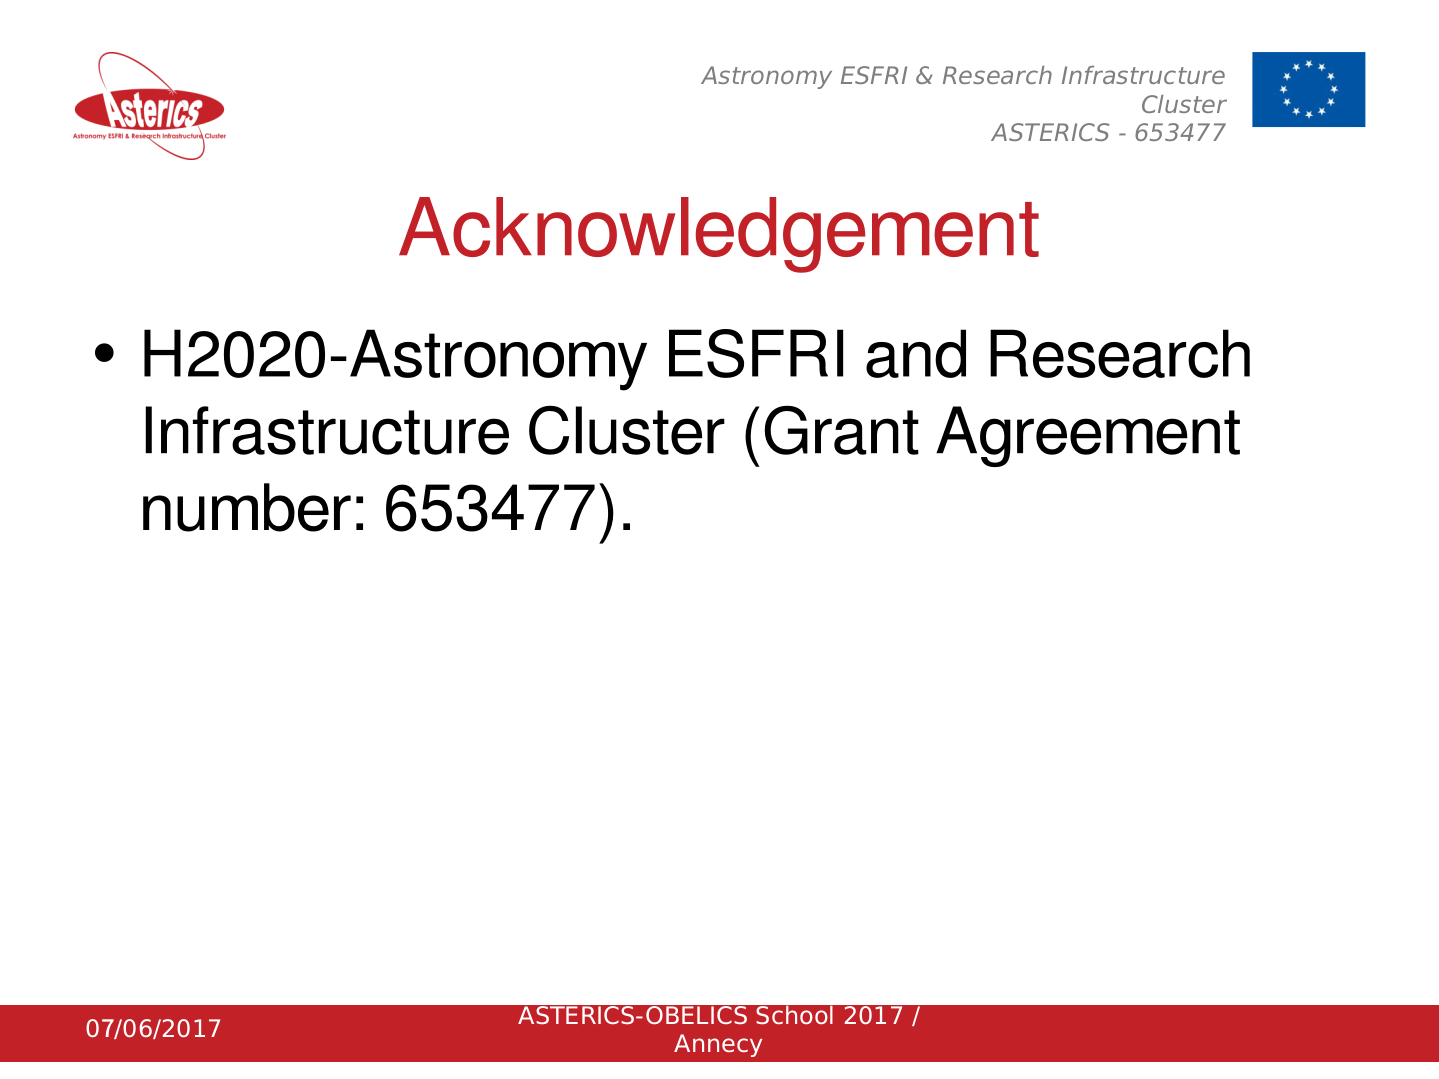 Asterics
Astronomy ESFRI & Research Infrastructure Cluster
Astronomy ESFRI & Research Infrastructure
Cluster
ASTERICS - 653477
Acknowledgement
• H2020-Astronomy ESFRI and Research
Infrastructure Cluster (Grant Agreement
number: 653477).
07/06/2017
ASTERICS-OBELICS School 2017 /
Annecy